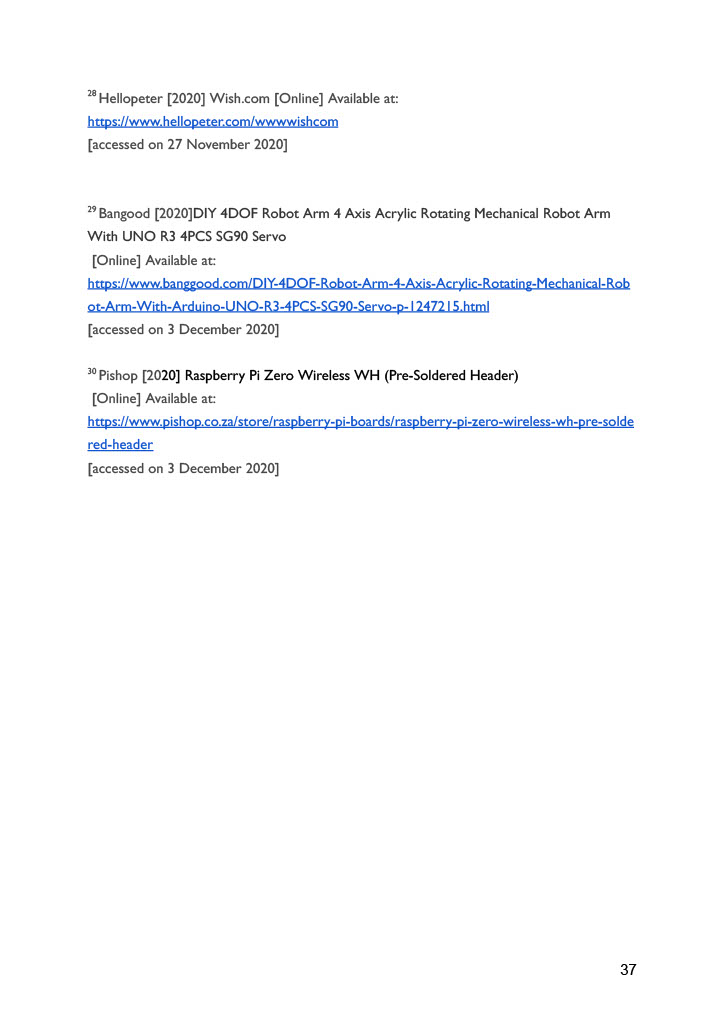 28 Hellopeter [2020] Wish.com [Online] Available at:
https://www.hellopeter.com/wwwwishcom
[accessed on 27 November 2020]
29 Bangood [2020]DIY 4DOF Robot Arm 4 Axis Acrylic Rotating Mechanical Robot Arm
With UNO R3 4PCS SG90 Servo
[Online] Available at:
https://www.banggood.com/DIY-4DOF-Robot-Arm-4-Axis-Acrylic-Rotating-Mechanical-Rob
ot-Arm-With-Arduino-UNO-R3-4PCS-SG90-Servo-p-1247215.html
[accessed on 3 December 2020]
30 Pishop [2020] Raspberry Pi Zero Wireless WH (Pre-Soldered Header)
[Online] Available at:
https://www.pishop.co.za/store/raspberry-pi-boards/raspberry-pi-zero-wireless-wh-pre-solde
red-header
[accessed on 3 December 2020]
37